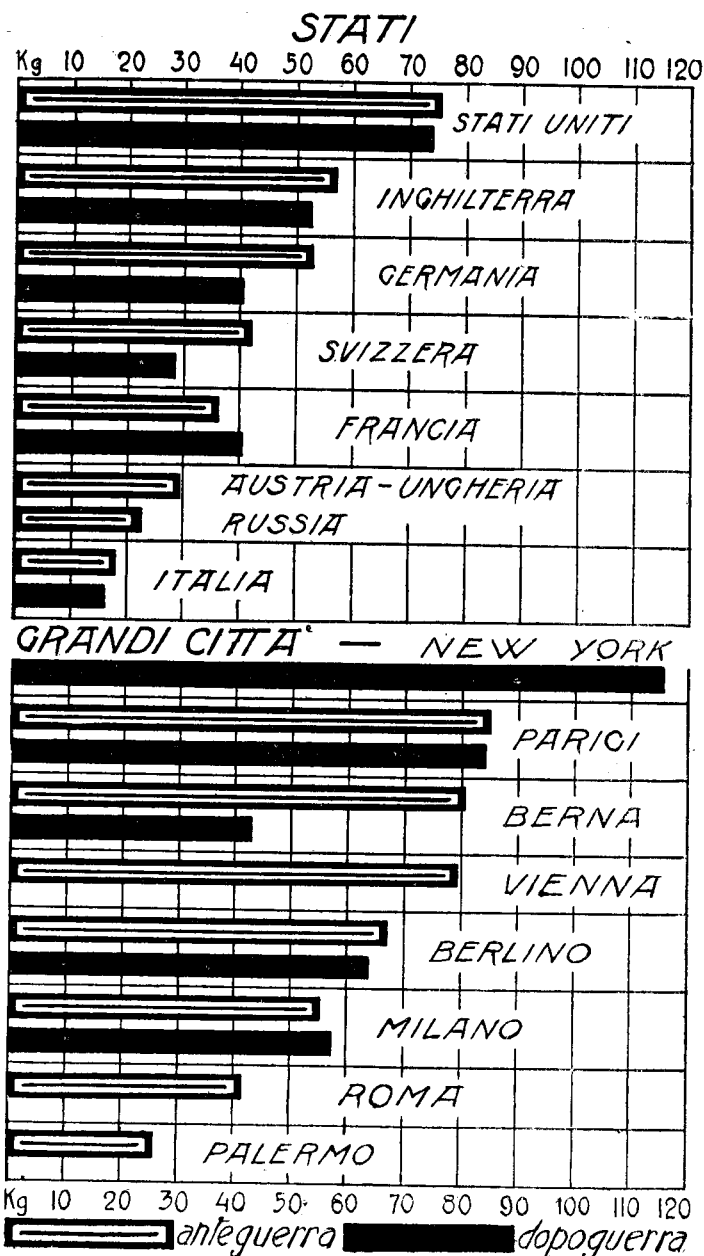 STATI
Kg 10 20 30 40 50 60 70 80 90 100 110 120
STATI UNITI
INGHILTERRA
GERMANIA
SVIZZERA
FRANCIA
AUSTRIA-UNGHERIA
RUSSIA
ITALIA
GRANDI CITTA' — NEW YORK
PARIGI
BERNA
VIENNA
BERLINO
MILANO
ROMA
PALERMO
Kg 10 20 30 40 50 60 70 80 90 100 110 120
anteguerra dopoguerra